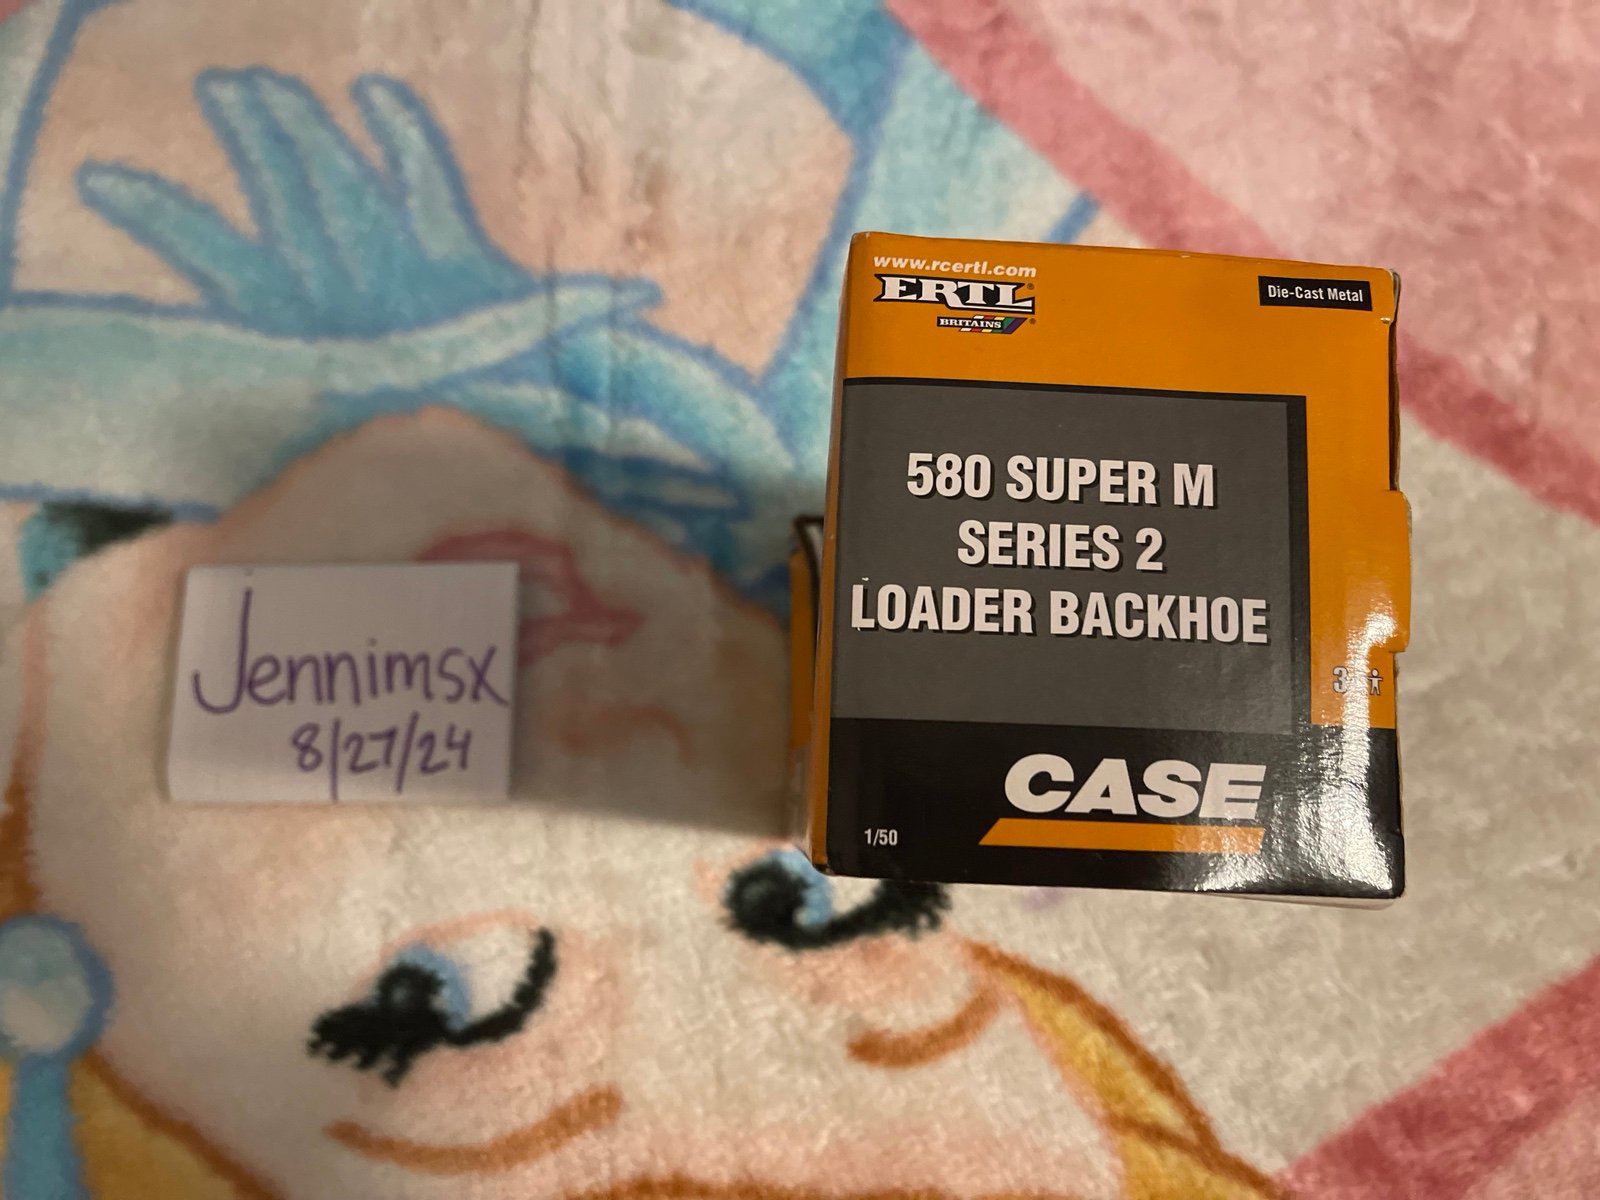 Jennimsx
8/27/24
www.rcertl.com
ERTL®
BRITAINS®
Die-Cast Metal
580 SUPER M
SERIES 2
LOADER BACKHOE
3
CASE
1/50